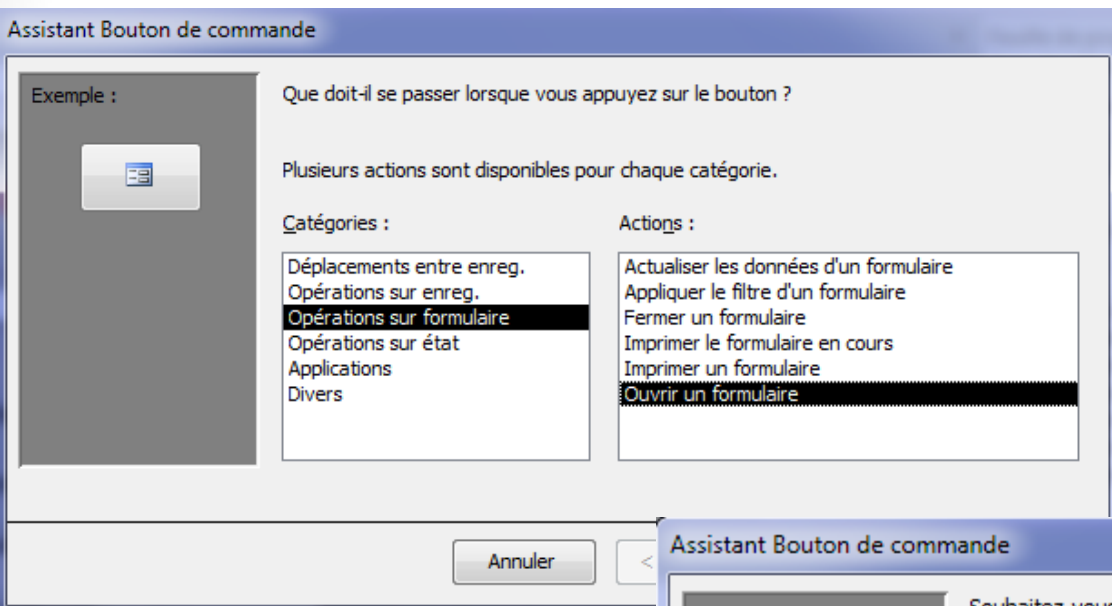 Assistant Bouton de commande
Exemple :
Que doit-il se passer lorsque vous appuyez sur le bouton ?
Plusieurs actions sont disponibles pour chaque catégorie.
Catégories :
Actions :
Déplacements entre enreg.
Opérations sur enreg.
Opérations sur formulaire
Opérations sur état
Applications
Divers
Actualiser les données d'un formulaire
Appliquer le filtre d'un formulaire
Fermer un formulaire
Imprimer le formulaire en cours
Imprimer un formulaire
Ouvrir un formulaire
Annuler
<
Assistant Bouton de commande